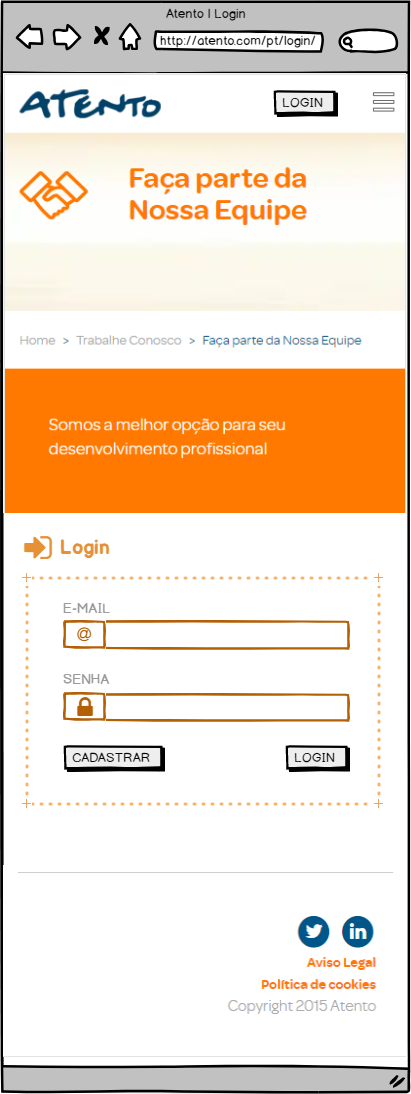 Atento | Login
http://atento.com/pt/login/
ATENTO
LOGIN
Faça parte da
Nossa Equipe
Home > Trabalhe Conosco > Faça parte da Nossa Equipe
Somos a melhor opção para seu
desenvolvimento profissional
Login
E-MAIL
@
SENHA
CADASTRAR
LOGIN
in
Aviso Legal
Política de cookies
Copyright 2015 Atento